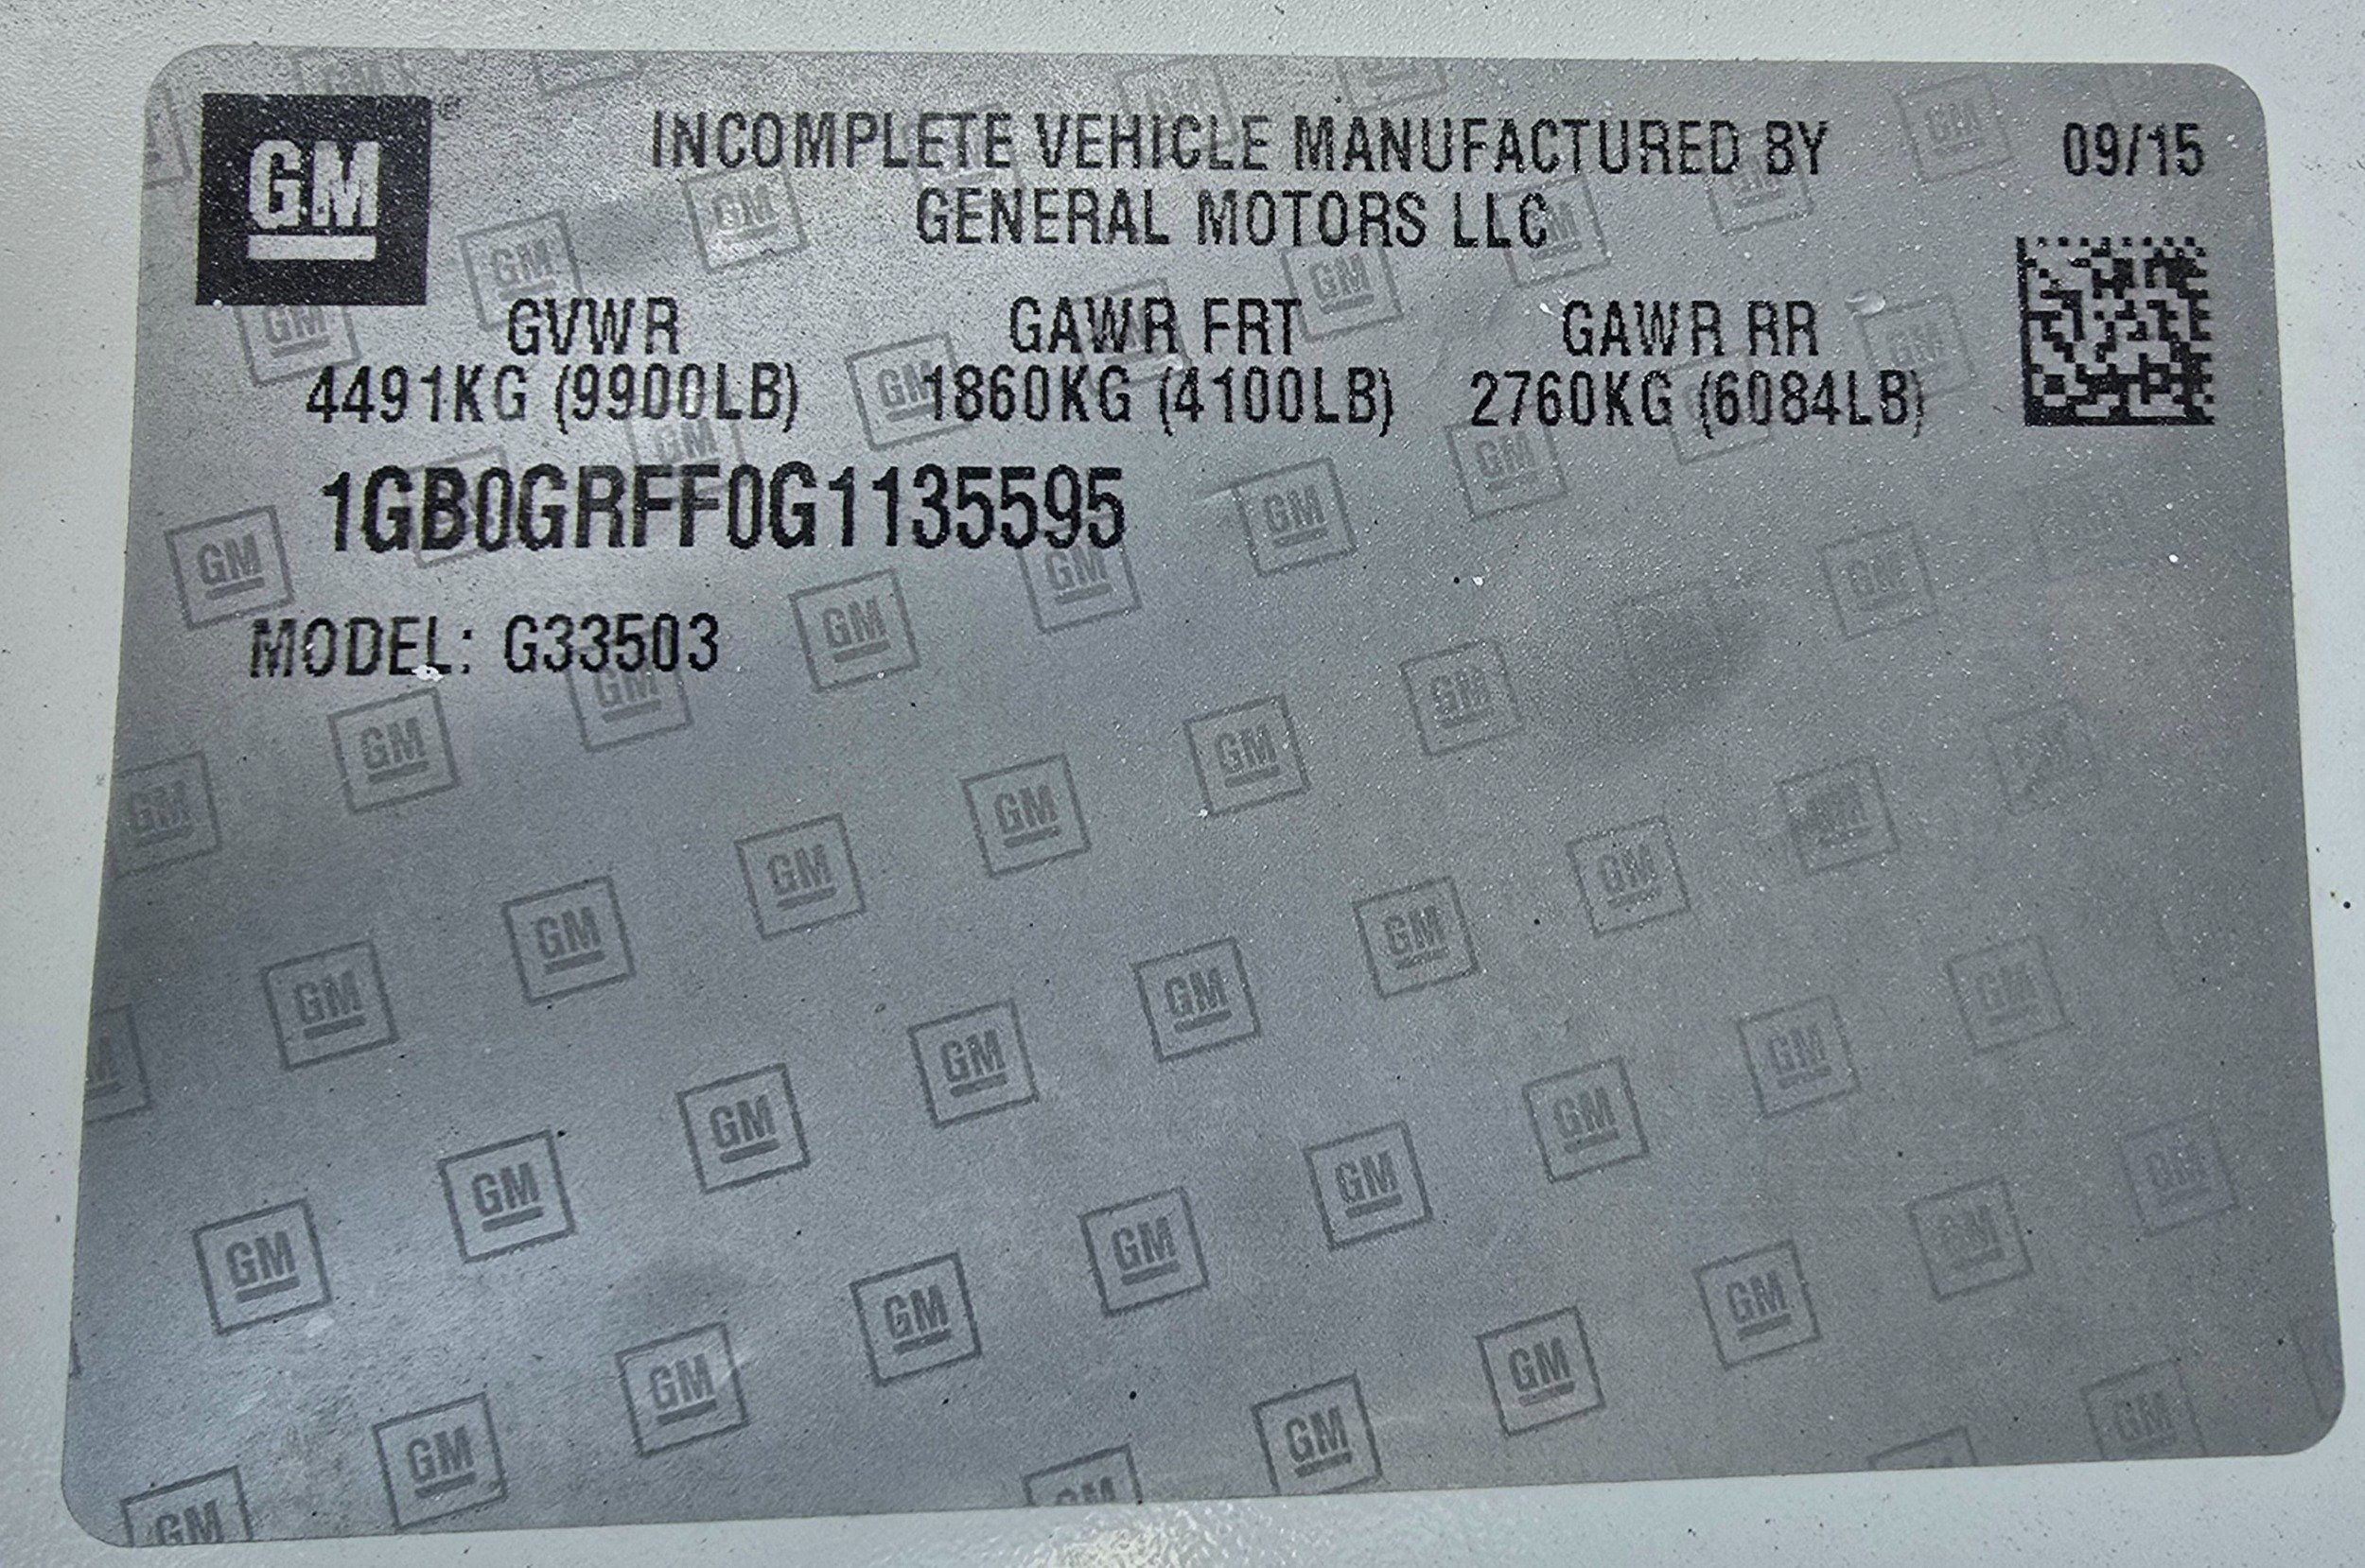 GM
INCOMPLETE VEHICLE MANUFACTURED BY
GENERAL MOTORS LLC
09/15
GVWR
4491KG (9900LB)
GAWR FRT
1860KG (4100LB)
GAWR RR
2760KG (6084LB)
1GB0GRFF0G1135595
MODEL: G33503